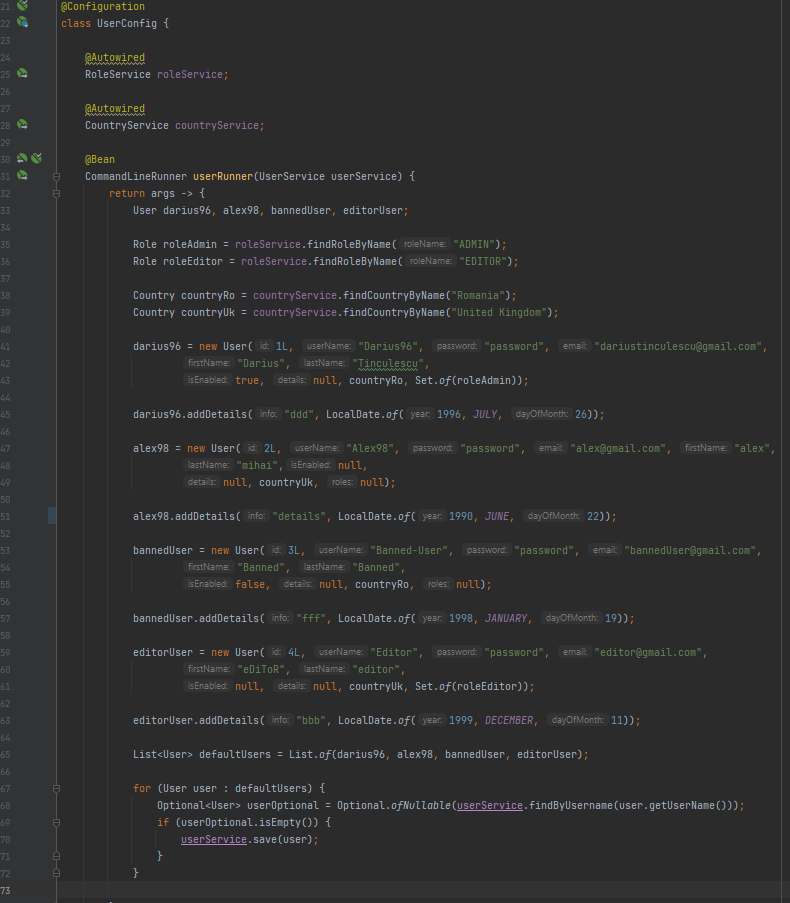 21 @Configuration
22 class UserConfig {
23
24 @Autowired
25 RoleService roleService;
26
27 @Autowired
28 CountryService countryService;
29
30 @Bean
31 CommandLineRunner userRunner(UserService userService) {
32 return args -> {
33 User darius96, alex98, bannedUser, editorUser;
34
35 Role roleAdmin = roleService.findRoleByName( roleName: "ADMIN");
36 Role roleEditor = roleService.findRoleByName( roleName: "EDITOR");
37
38 Country countryRo = countryService.findCountryByName("Romania");
39 Country countryUk = countryService.findCountryByName("United Kingdom");
40
41 darius96 = new User( id: 1L, userName: "Darius96", password: "password", email: "dariustinculescu@gmail.com",
42 firstName: "Darius", lastName: "Tinculescu",
43 isEnabled: true, details: null, countryRo, Set.of(roleAdmin));
44
45 darius96.addDetails( info: "ddd", LocalDate.of( year: 1996, JULY, dayOfMonth: 26));
46
47 alex98 = new User( id: 2L, userName: "Alex98", password: "password", email: "alex@gmail.com", firstName: "alex",
48 lastName: "mihai", isEnabled: null,
49 details: null, countryUk, roles: null);
50
51 alex98.addDetails( info: "details", LocalDate.of( year: 1990, JUNE, dayOfMonth: 22));
52
53 bannedUser = new User( id: 3L, userName: "Banned-User", password: "password", email: "bannedUser@gmail.com",
54 firstName: "Banned", lastName: "Banned",
55 isEnabled: false, details: null, countryRo, roles: null);
56
57 bannedUser.addDetails( info: "fff", LocalDate.of( year: 1998, JANUARY, dayOfMonth: 19));
58
59 editorUser = new User( id: 4L, userName: "Editor", password: "password", email: "editor@gmail.com",
60 firstName: "eDiToR", lastName: "editor",
61 isEnabled: null, details: null, countryUk, Set.of(roleEditor));
62
63 editorUser.addDetails( info: "bbb", LocalDate.of( year: 1999, DECEMBER, dayOfMonth: 11));
64
65 List<User> defaultUsers = List.of(darius96, alex98, bannedUser, editorUser);
66
67 for (User user : defaultUsers) {
68 Optional<User> userOptional = Optional.ofNullable(userService.findByUsername(user.getUserName()));
69 if (userOptional.isEmpty()) {
70 userService.save(user);
71 }
72 }
73